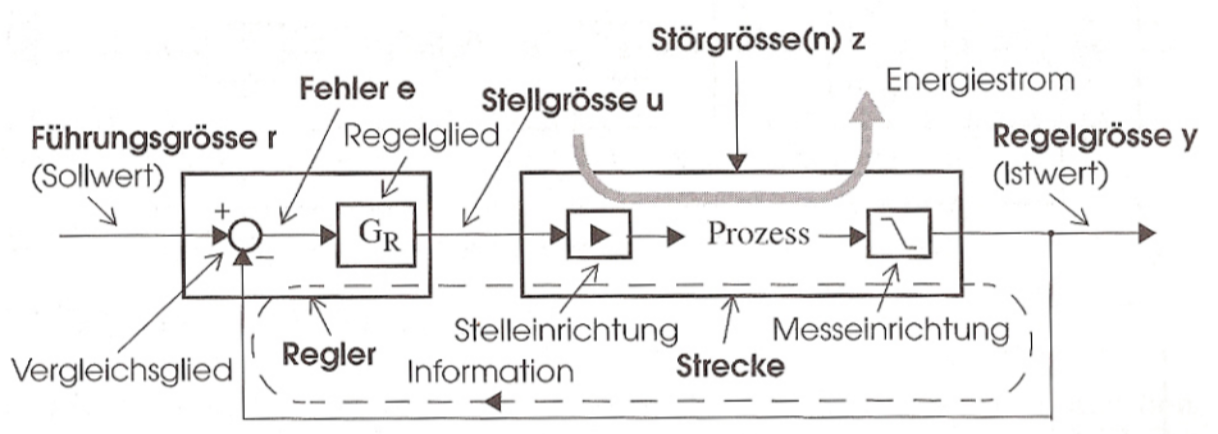 Störgrösse(n) z
Energiestrom
Fehler e
Stellgrösse u
Führungsgrösse r
(Sollwert)
Regelglied
Regelgrösse y
(Istwert)
+
−
G_R
Prozess
Stelleinrichtung
Messeinrichtung
Vergleichsglied
Regler
Information
Strecke